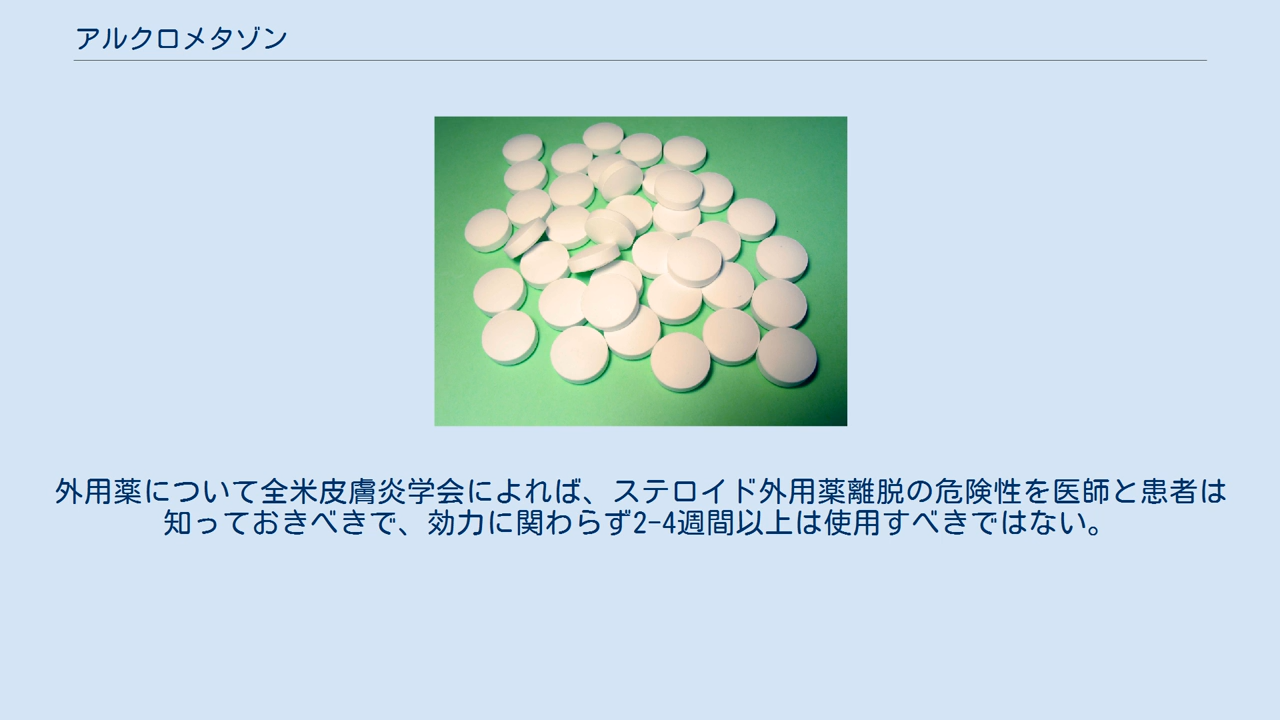 アルクロメタゾン
外用薬について全米皮膚炎学会によれば、ステロイド外用薬離脱の危険性を医師と患者は
知っておきべきで、効力に関わらず2-4週間以上は使用すべきではない。